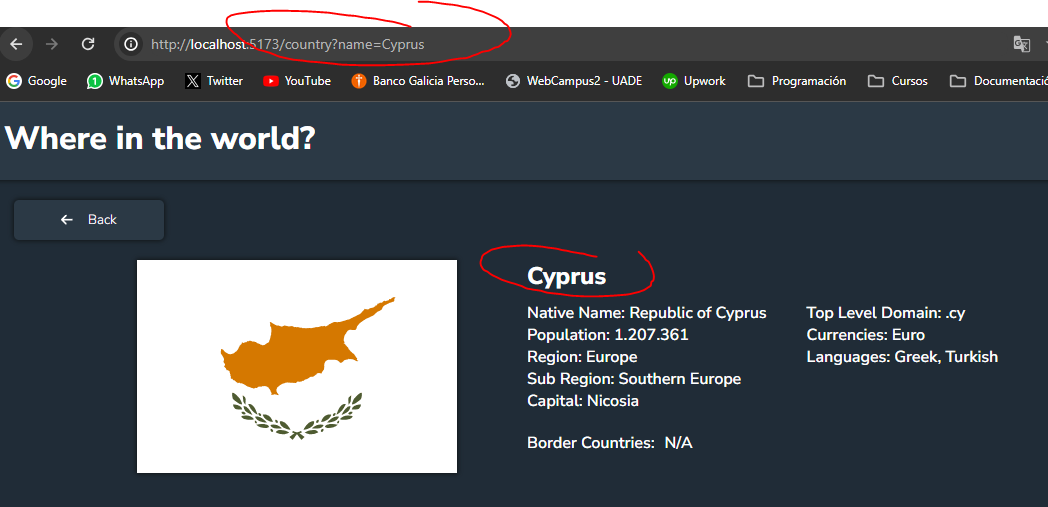 http://localhost:5173/country?name=Cyprus
Google WhatsApp Twitter YouTube Banco Galicia Perso... WebCampus2 - UADE Upwork Programación Cursos Documentació
Where in the world?
Back
Cyprus
Native Name: Republic of Cyprus
Population: 1.207.361
Region: Europe
Sub Region: Southern Europe
Capital: Nicosia
Top Level Domain: .cy
Currencies: Euro
Languages: Greek, Turkish
Border Countries: N/A